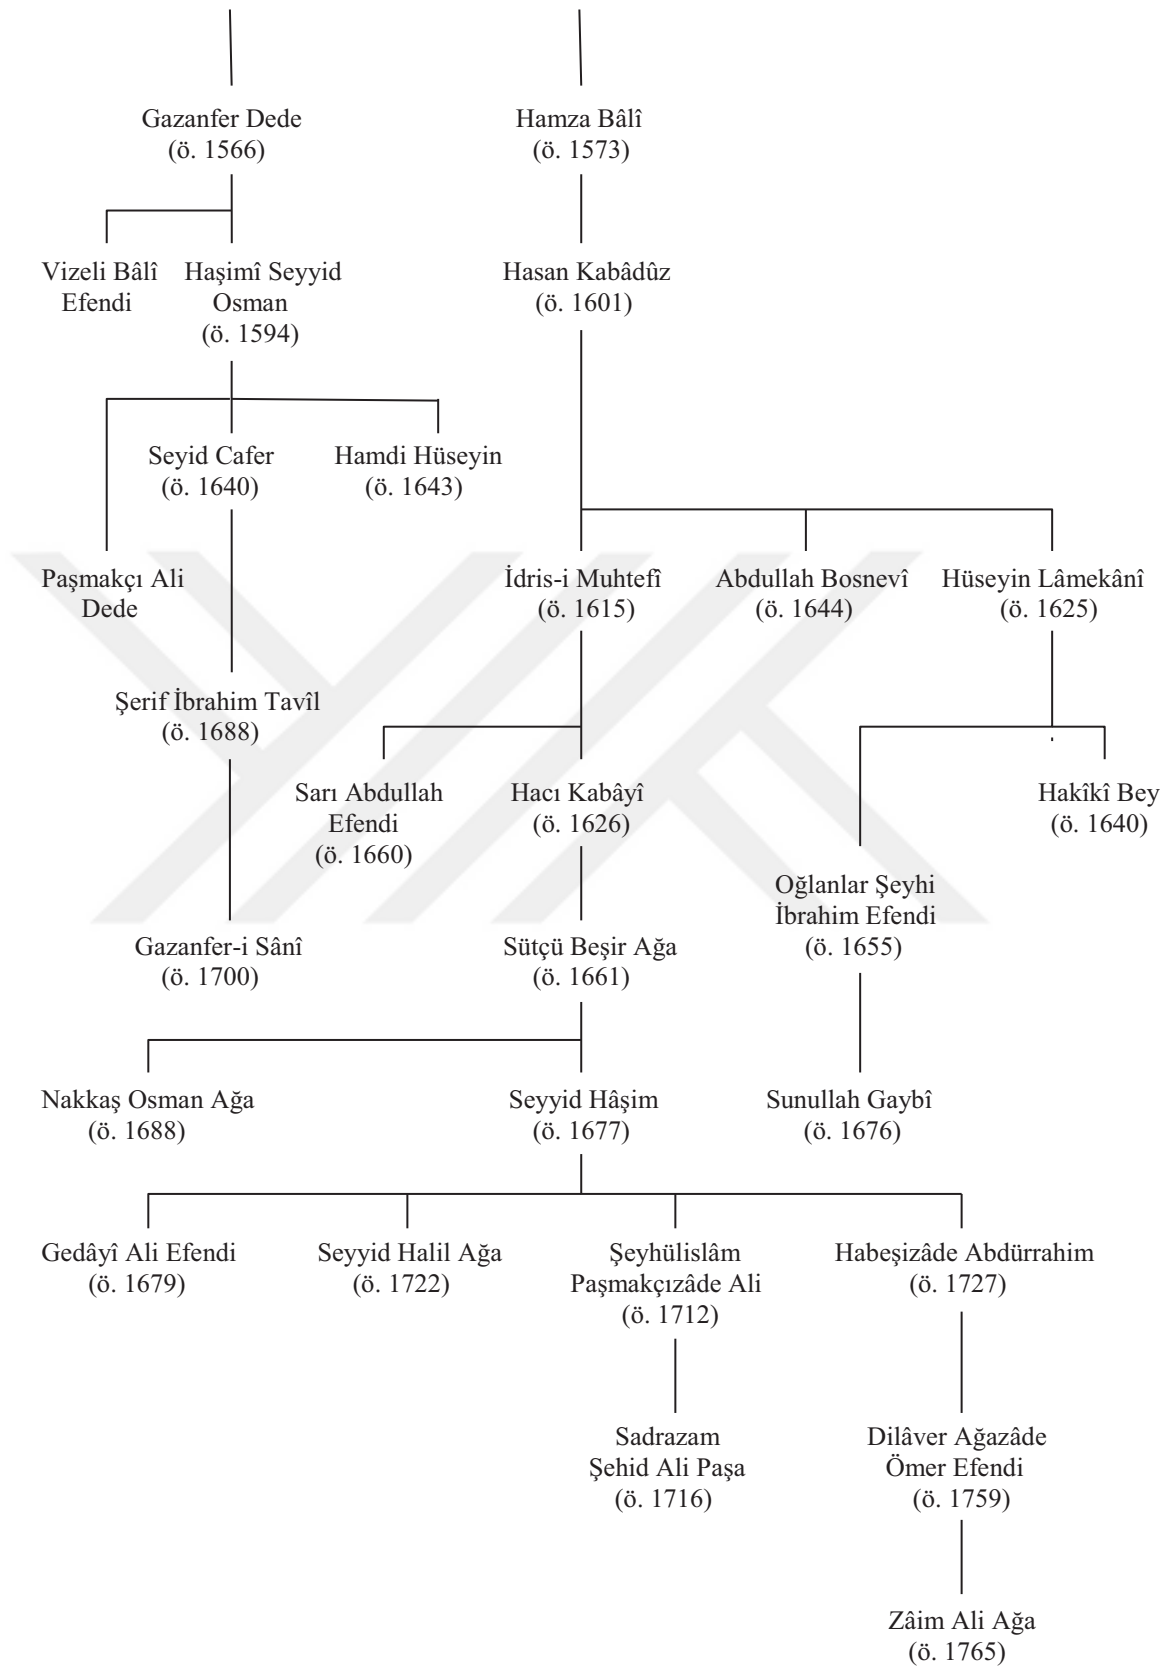 Gazanfer Dede
(ö. 1566)
Hamza Bâlî
(ö. 1573)
Vizeli Bâlî
Efendi
Haşimî Seyyid
Osman
(ö. 1594)
Hasan Kabâdûz
(ö. 1601)
Seyid Cafer
(ö. 1640)
Hamdi Hüseyin
(ö. 1643)
Paşmakçı Ali
Dede
İdris-i Muhtefî
(ö. 1615)
Abdullah Bosnevî
(ö. 1644)
Hüseyin Lâmekânî
(ö. 1625)
Şerif İbrahim Tavîl
(ö. 1688)
Sarı Abdullah
Efendi
(ö. 1660)
Hacı Kabâyî
(ö. 1626)
Hakîkî Bey
(ö. 1640)
Oğlanlar Şeyhi
İbrahim Efendi
(ö. 1655)
Gazanfer-i Sânî
(ö. 1700)
Sütçü Beşir Ağa
(ö. 1661)
Nakkaş Osman Ağa
(ö. 1688)
Seyyid Hâşim
(ö. 1677)
Sunullah Gaybî
(ö. 1676)
Gedâyî Ali Efendi
(ö. 1679)
Seyyid Halil Ağa
(ö. 1722)
Şeyhülislâm
Paşmakçızâde Ali
(ö. 1712)
Habeşizâde Abdürrahim
(ö. 1727)
Sadrazam
Şehid Ali Paşa
(ö. 1716)
Dilâver Ağazâde
Ömer Efendi
(ö. 1759)
Zâim Ali Ağa
(ö. 1765)